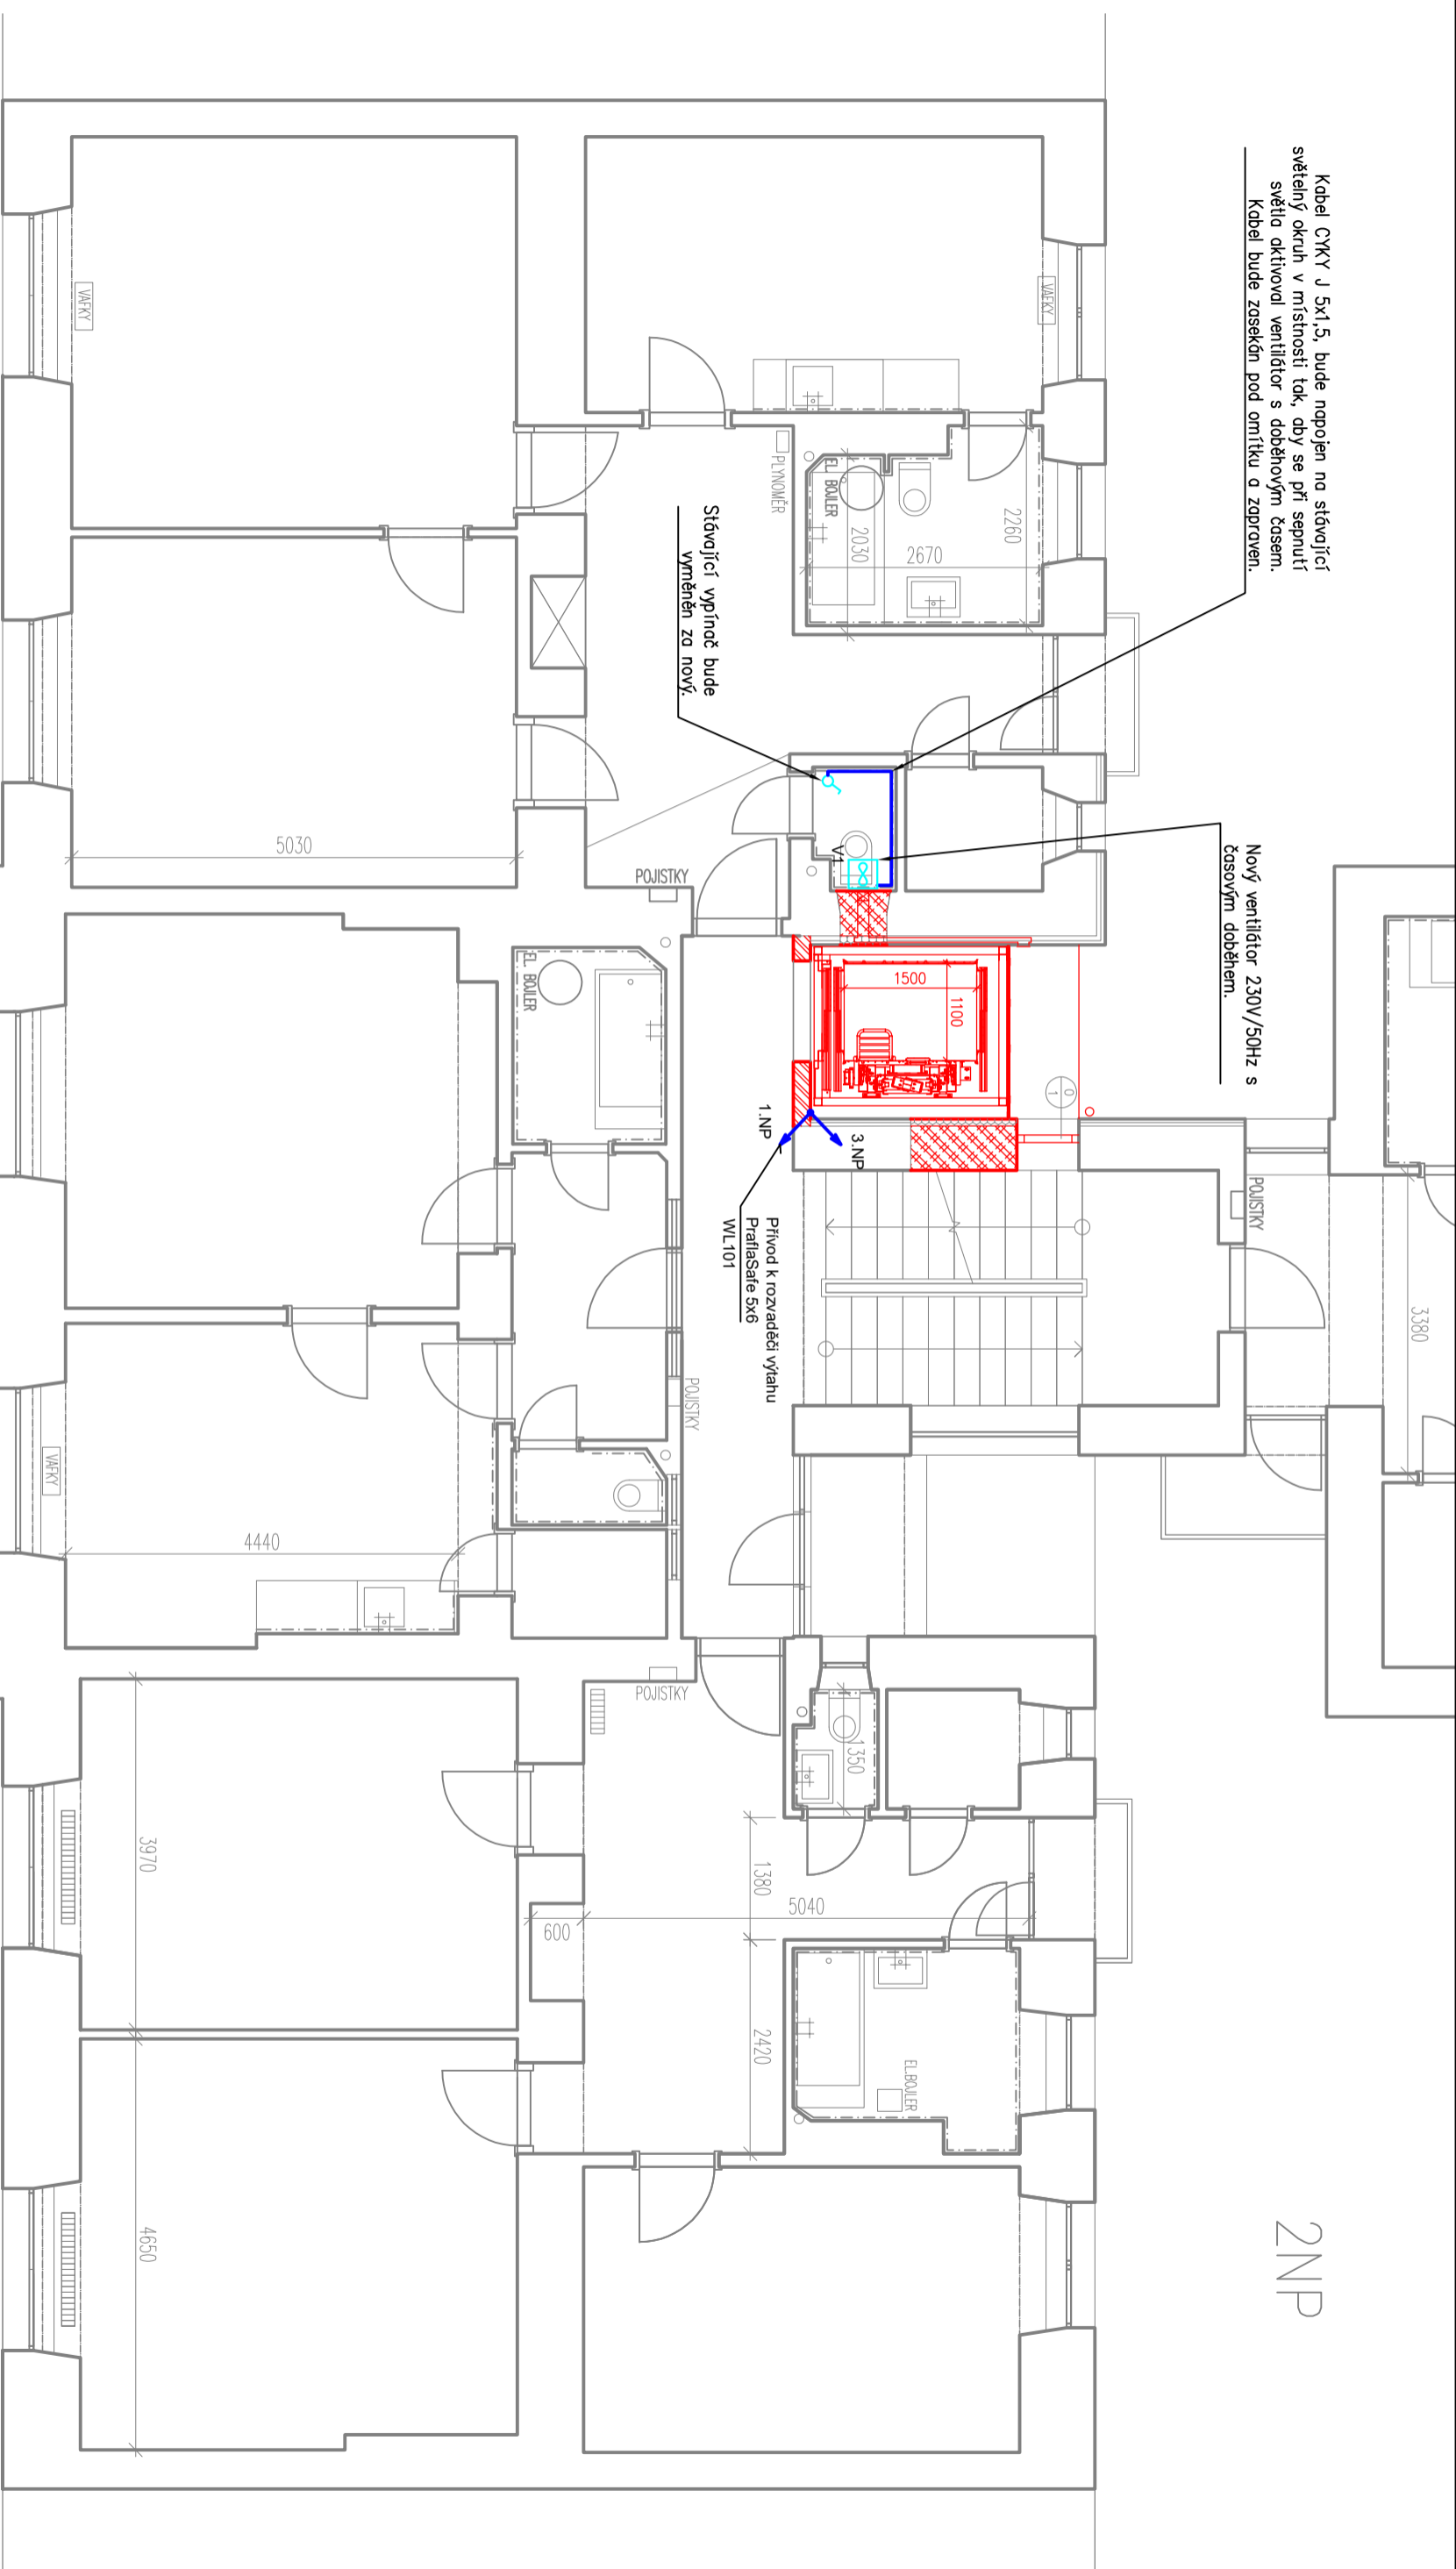 Kabel CYKY J 5x1,5, bude napojen na stávající
světelný okruh v místnosti tak, aby se při sepnutí
světla aktivoval ventilátor s doběhovým časem.
Kabel bude zasekán pod omítku a zapraven.
Nový ventilátor 230V/50Hz s
časovým doběhem.
2NP
Stávající vypínač bude
vyměněn za nový.
Přívod k rozvaděči výtahu
PraflaSafe 5x6
WL101
1.NP
3.NP
V1
VAFKY
VAFKY
VAFKY
PLYNOMĚR
EL. BOJLER
EL. BOJLER
EL.BOJLER
POJISTKY
POJISTKY
POJISTKY
POJISTKY
2260
2670
2030
1500
1100
0
1
3380
5030
4440
1350
1380
5040
600
2420
3970
4650